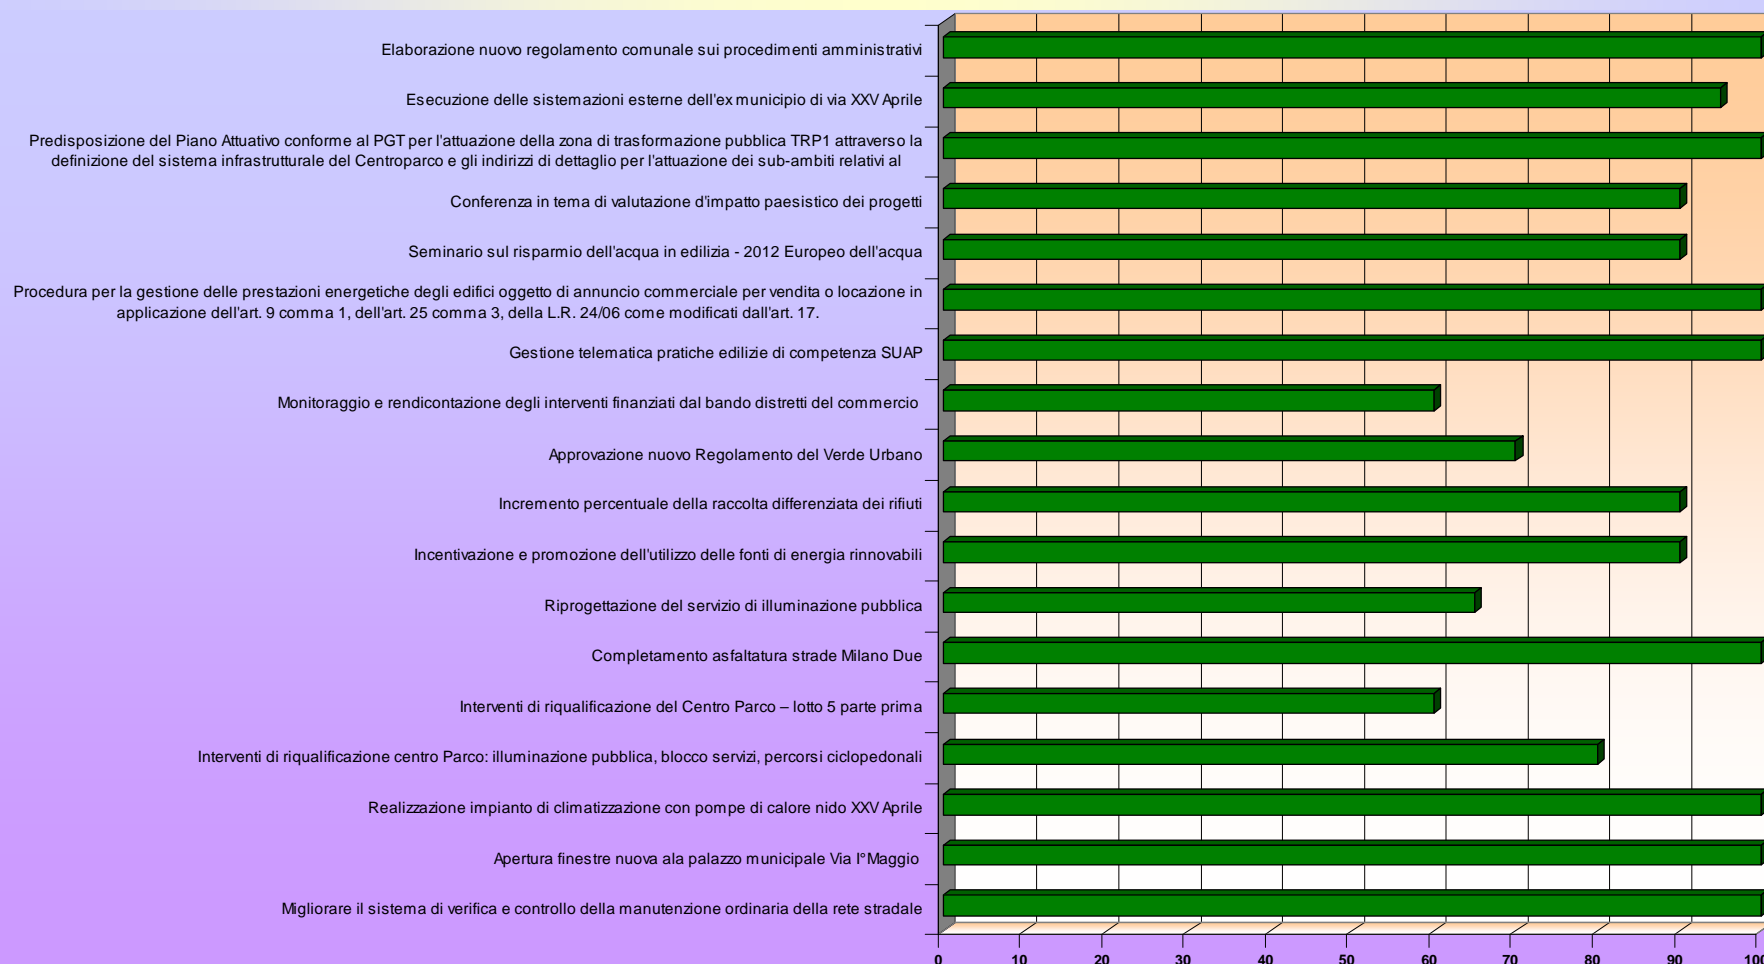 Elaborazione nuovo regolamento comunale sui procedimenti amministrativi
Esecuzione delle sistemazioni esterne dell'ex municipio di via XXV Aprile
Predisposizione del Piano Attuativo conforme al PGT per l'attuazione della zona di trasformazione pubblica TRP1 attraverso la
definizione del sistema infrastrutturale del Centroparco e gli indirizzi di dettaglio per l'attuazione dei sub-ambiti relativi al
Conferenza in tema di valutazione d'impatto paesistico dei progetti
Seminario sul risparmio dell'acqua in edilizia - 2012 Europeo dell'acqua
Procedura per la gestione delle prestazioni energetiche degli edifici oggetto di annuncio commerciale per vendita o locazione in
applicazione dell'art. 9 comma 1, dell'art. 25 comma 3, della L.R. 24/06 come modificati dall'art. 17.
Gestione telematica pratiche edilizie di competenza SUAP
Monitoraggio e rendicontazione degli interventi finanziati dal bando distretti del commercio
Approvazione nuovo Regolamento del Verde Urbano
Incremento percentuale della raccolta differenziata dei rifiuti
Incentivazione e promozione dell'utilizzo delle fonti di energia rinnovabili
Riprogettazione del servizio di illuminazione pubblica
Completamento asfaltatura strade Milano Due
Interventi di riqualificazione del Centro Parco – lotto 5 parte prima
Interventi di riqualificazione centro Parco: illuminazione pubblica, blocco servizi, percorsi ciclopedonali
Realizzazione impianto di climatizzazione con pompe di calore nido XXV Aprile
Apertura finestre nuova ala palazzo municipale Via I°Maggio
Migliorare il sistema di verifica e controllo della manutenzione ordinaria della rete stradale
0 10 20 30 40 50 60 70 80 90